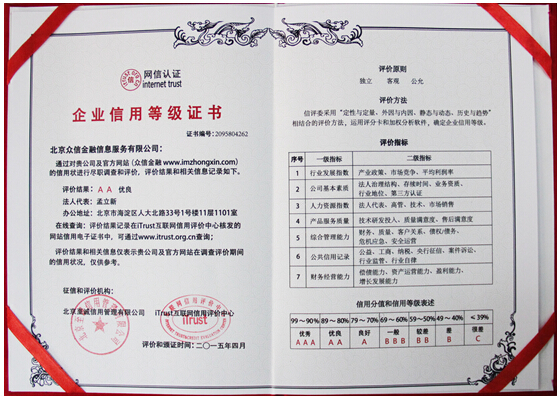 网信认证
internet trust
企业信用等级证书
证书编号:2095804262
北京众信金融信息服务有限公司:
通过对贵公司及官方网站(众信金融 www.imzhongxin.com)
的信用状进行尽职调查和评价,评价结果和相关信息记录如下。
评价结果:A A 优良
法人代表:孟立新
办公地址:北京市海淀区人大北路33号1号楼11层1101室
在线查询:评价结果记录在iTrust互联网信用评价中心核发的
网站信用电子证书中,可通过www.itrust.org.cn查询;
评价结果和相关信息仅表示贵公司及官方网站在调查评价期间
的信用状况,仅供参考。
征信和评价机构:
iTrust互联网信用评价中心
iTrust
评价和颁证时间:二〇一五年四月
评价原则
独立 客观 公允
评价方法
信评委采用“定性与定量、外因与内因、静态与动态、历史与趋势”
相结合的评价方法,运用评分卡和加权分析软件,确定企业信用等级。
评价指标
序号 一级指标 二级指标
1 行业发展指数 产业政策、市场竞争、平均利润率
2 公司基本素质 法人治理结构、存续时间、业务资质、
行业地位、第三方认证
3 人力资源指数 法人代表、高管、技术、市场销售
4 产品服务质量 技术研发投入、质量满意度、售后满意度
5 综合管理能力 财务、质量、客户关系、债权/债务、
危机应急、安全运营
6 公共信用记录 公益、工商、纳税、央行征信、案件诉讼、
行业监管、行业自律
7 财务经营能力 偿债能力、资产运营能力、盈利能力、
增长发展能力
信用分值和信用等级表述
99~90% 89~80% 79~70% 69~60% 59~50% 49~40% <39%
优秀 优良 良好 一般 较差 差 很差
AAA AA A BBB BB B C